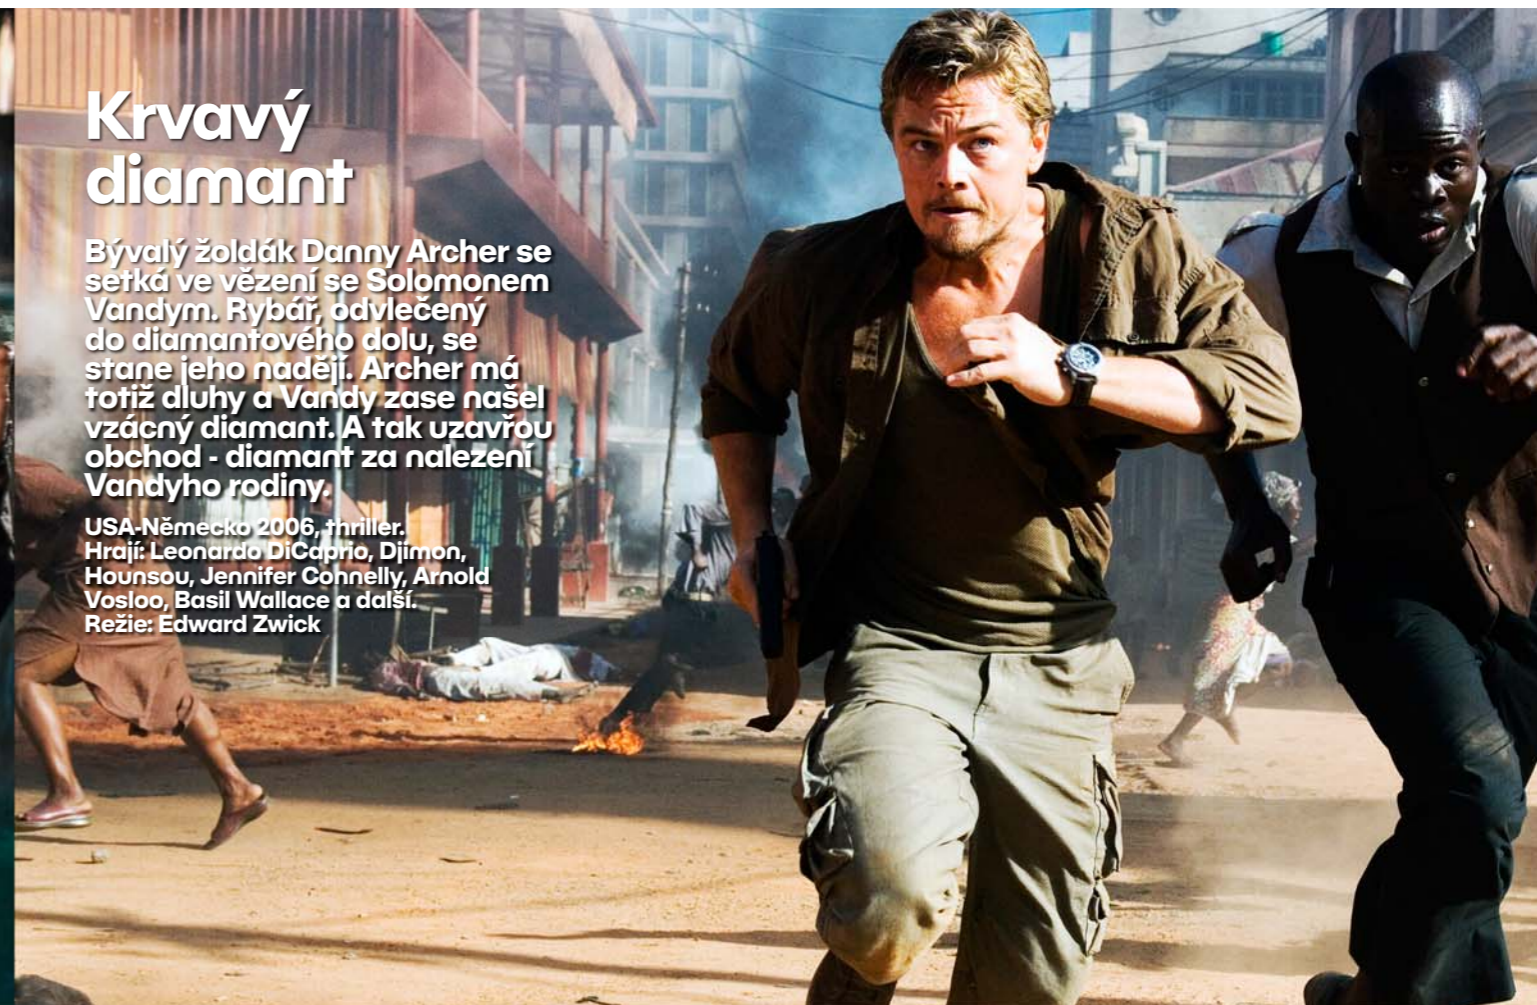 Krvavý
diamant
Bývalý žoldák Danny Archer se
setká ve vězení se Solomonem
Vandym. Rybář, odvlečený
do diamantového dolu, se
stane jeho nadějí. Archer má
totiž dluhy a Vandy zase našel
vzácný diamant. A tak uzavřou
obchod - diamant za nalezení
Vandyho rodiny.
USA-Německo 2006, thriller.
Hrají: Leonardo DiCaprio, Djimon,
Hounsou, Jennifer Connelly, Arnold
Vosloo, Basil Wallace a další.
Režie: Edward Zwick